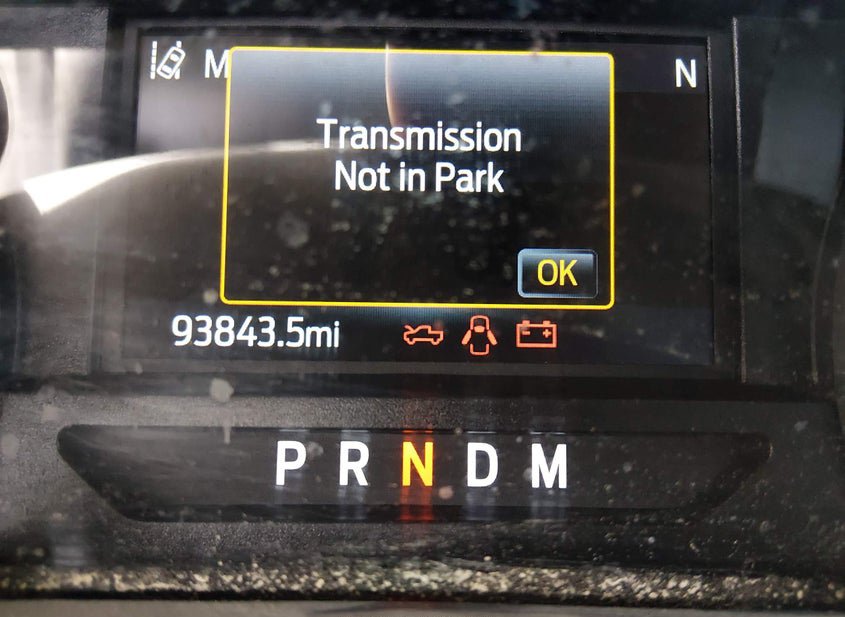 M N
Transmission
Not in Park
OK
93843.5mi
P R N D M